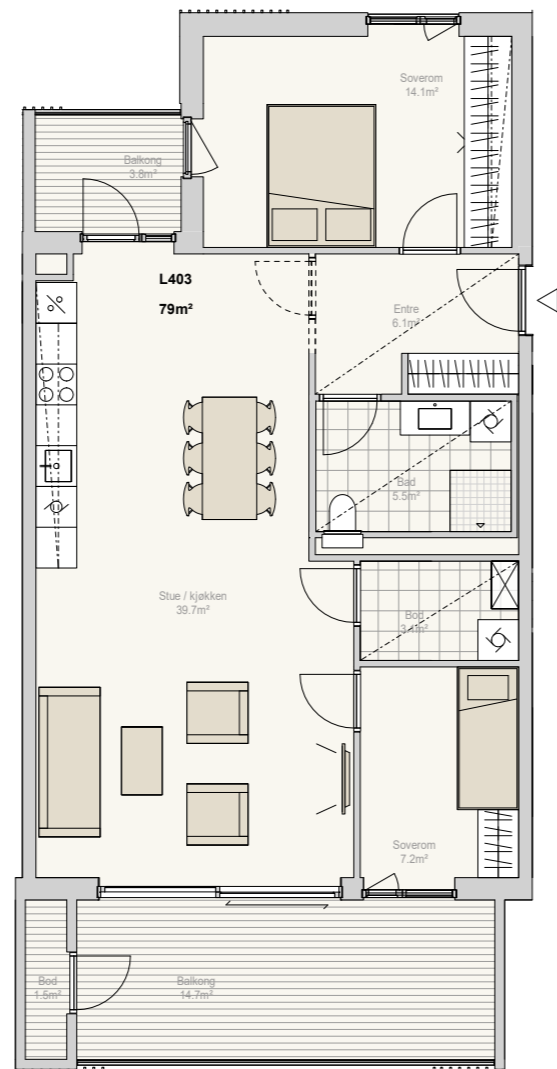 Soverom
14.1m²
Balkong
3.8m²
L403
79m²
Entre
6.1m²
Bad
5.5m²
Stue / kjøkken
39.7m²
Bod
3.1m²
Soverom
7.2m²
Bod
1.5m²
Balkong
14.7m²